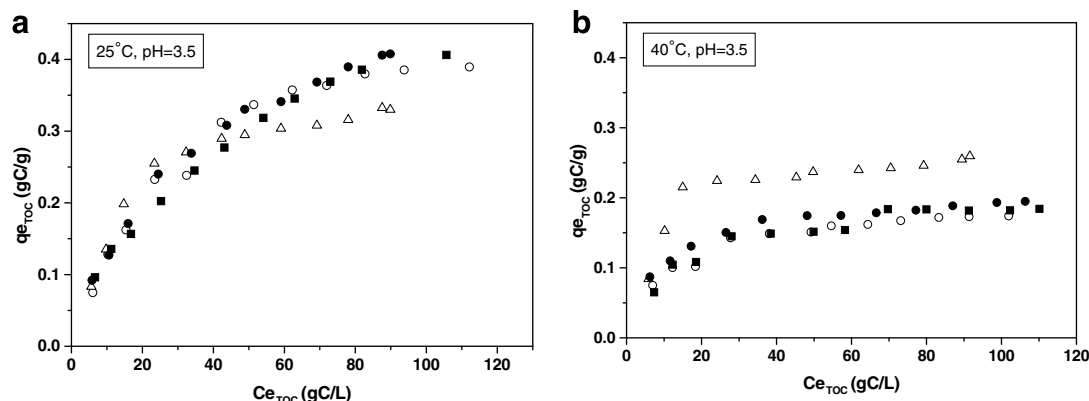 a
25°C, pH=3.5
0.4
0.3
0.2
0.1
0.0
qe_TOC (gC/g)
0 20 40 60 80 100 120
Ce_TOC (gC/L)
b
40°C, pH=3.5
0.4
0.3
0.2
0.1
0.0
qe_TOC (gC/g)
0 20 40 60 80 100 120
Ce_TOC (gC/L)